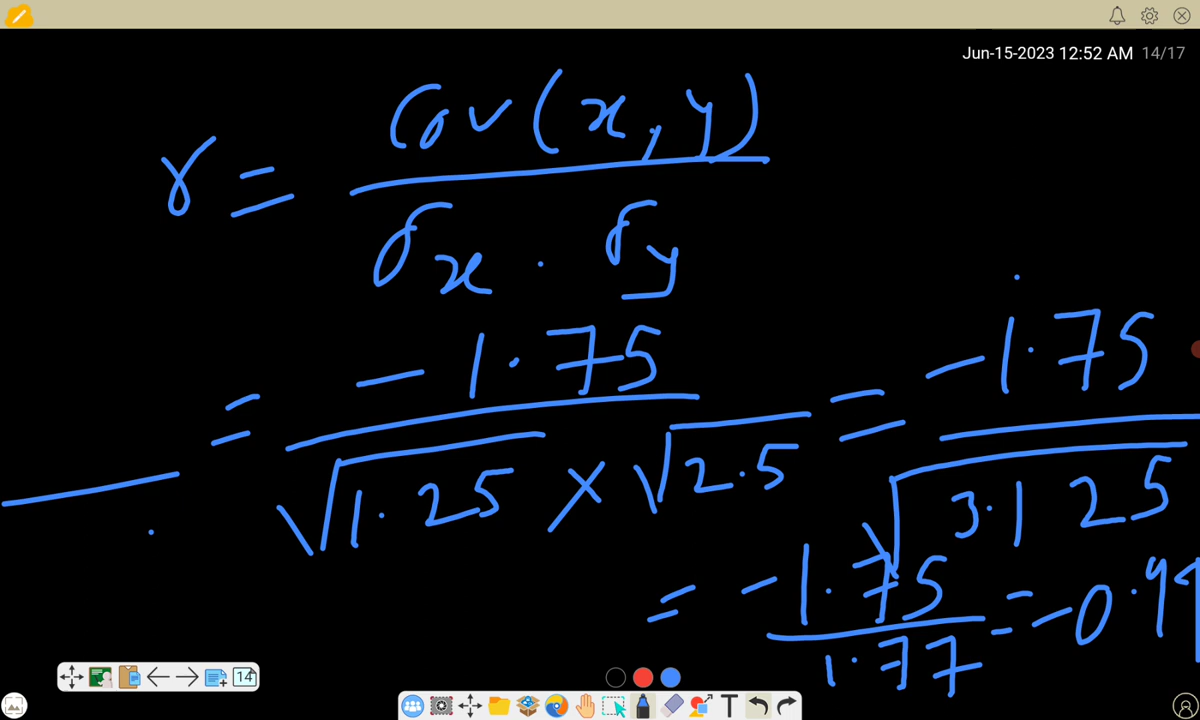 Jun-15-2023 12:52 AM 14/17
r = Cov(x, y)
σx . σy
= -1.75 = -1.75
√1.25 × √2.5 √3.125
= -1.75 = -0.99
1.77
14 T